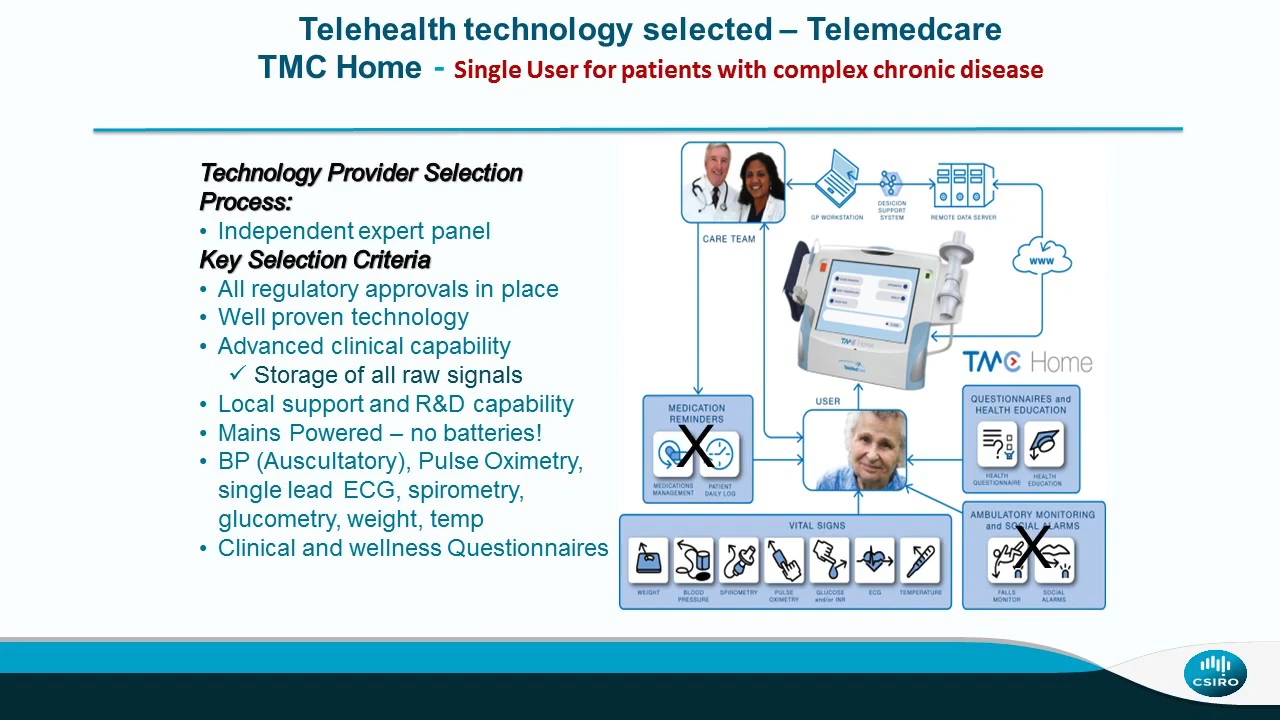 Telehealth technology selected – Telemedcare
TMC Home - Single User for patients with complex chronic disease
Technology Provider Selection
Process:
• Independent expert panel
Key Selection Criteria
• All regulatory approvals in place
• Well proven technology
• Advanced clinical capability
✓ Storage of all raw signals
• Local support and R&D capability
• Mains Powered – no batteries!
• BP (Auscultatory), Pulse Oximetry,
single lead ECG, spirometry,
glucometry, weight, temp
• Clinical and wellness Questionnaires
CARE TEAM
GP WORKSTATION
DESICION
SUPPORT
SYSTEM
REMOTE DATA SERVER
www
TMC Home
TMC Home
USER
MEDICATION
REMINDERS
X
MEDICATIONS
MANAGEMENT
PATIENT
DAILY LOG
QUESTIONNAIRES and
HEALTH EDUCATION
HEALTH
QUESTIONNAIRE
HEALTH
EDUCATION
VITAL SIGNS
WEIGHT
BLOOD
PRESSURE
SPIROMETRY
PULSE
OXIMETRY
GLUCOSE
and/or INR
ECG
TEMPERATURE
AMBULATORY MONITORING
and SOCIAL ALARMS
X
FALLS
MONITOR
SOCIAL
ALARMS
CSIRO